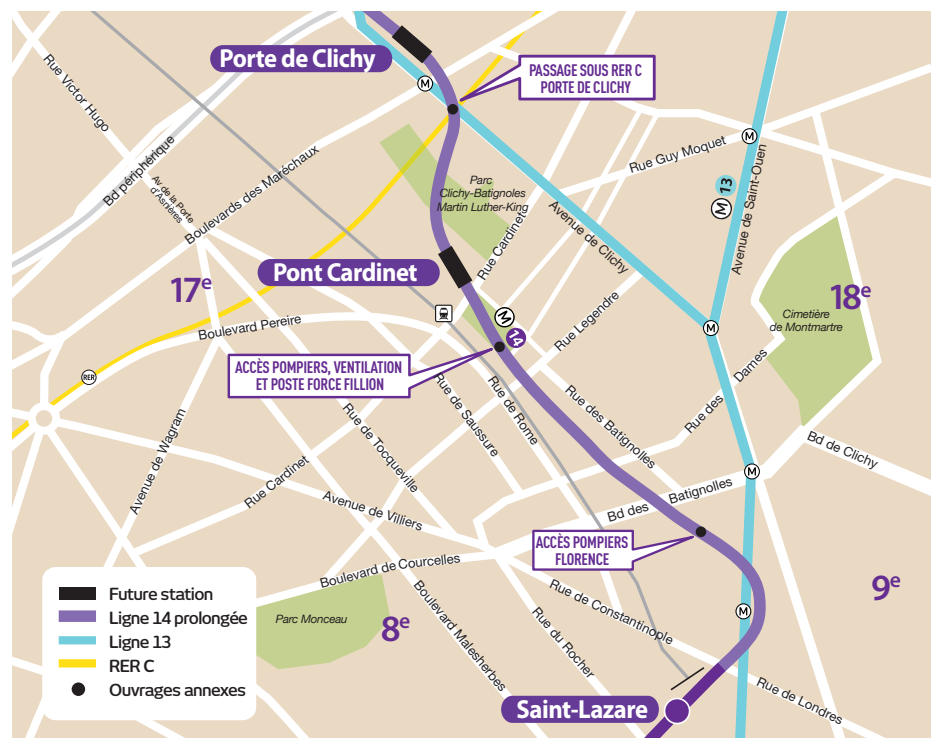 Porte de Clichy
M
PASSAGE SOUS RER C
PORTE DE CLICHY
Rue Victor Hugo
Bd périphérique
Av. de la Porte
d'Asnières
Boulevards des Maréchaux
Parc
Clichy-Batignoles
Martin Luther-King
Rue Cardinet
Rue Guy Moquet
M
M 13
Avenue de Saint-Ouen
Avenue de Clichy
17e
Pont Cardinet
18e
Cimetière
de Montmartre
M
Boulevard Pereire
M 14
Rue Legendre
RER
ACCÈS POMPIERS, VENTILATION
ET POSTE FORCE FILLION
Rue des Dames
Rue de Saussure
Rue de Rome
Rue des Batignolles
Rue de Tocqueville
Avenue de Wagram
Rue Cardinet
Avenue de Villiers
Bd de Clichy
M
Bd des Batignolles
ACCÈS POMPIERS
FLORENCE
Boulevard de Courcelles
Rue de Constantinople
9e
M
Parc Monceau
8e
Boulevard Malesherbes
Rue du Rocher
Rue de Londres
Saint-Lazare
Future station
Ligne 14 prolongée
Ligne 13
RER C
Ouvrages annexes